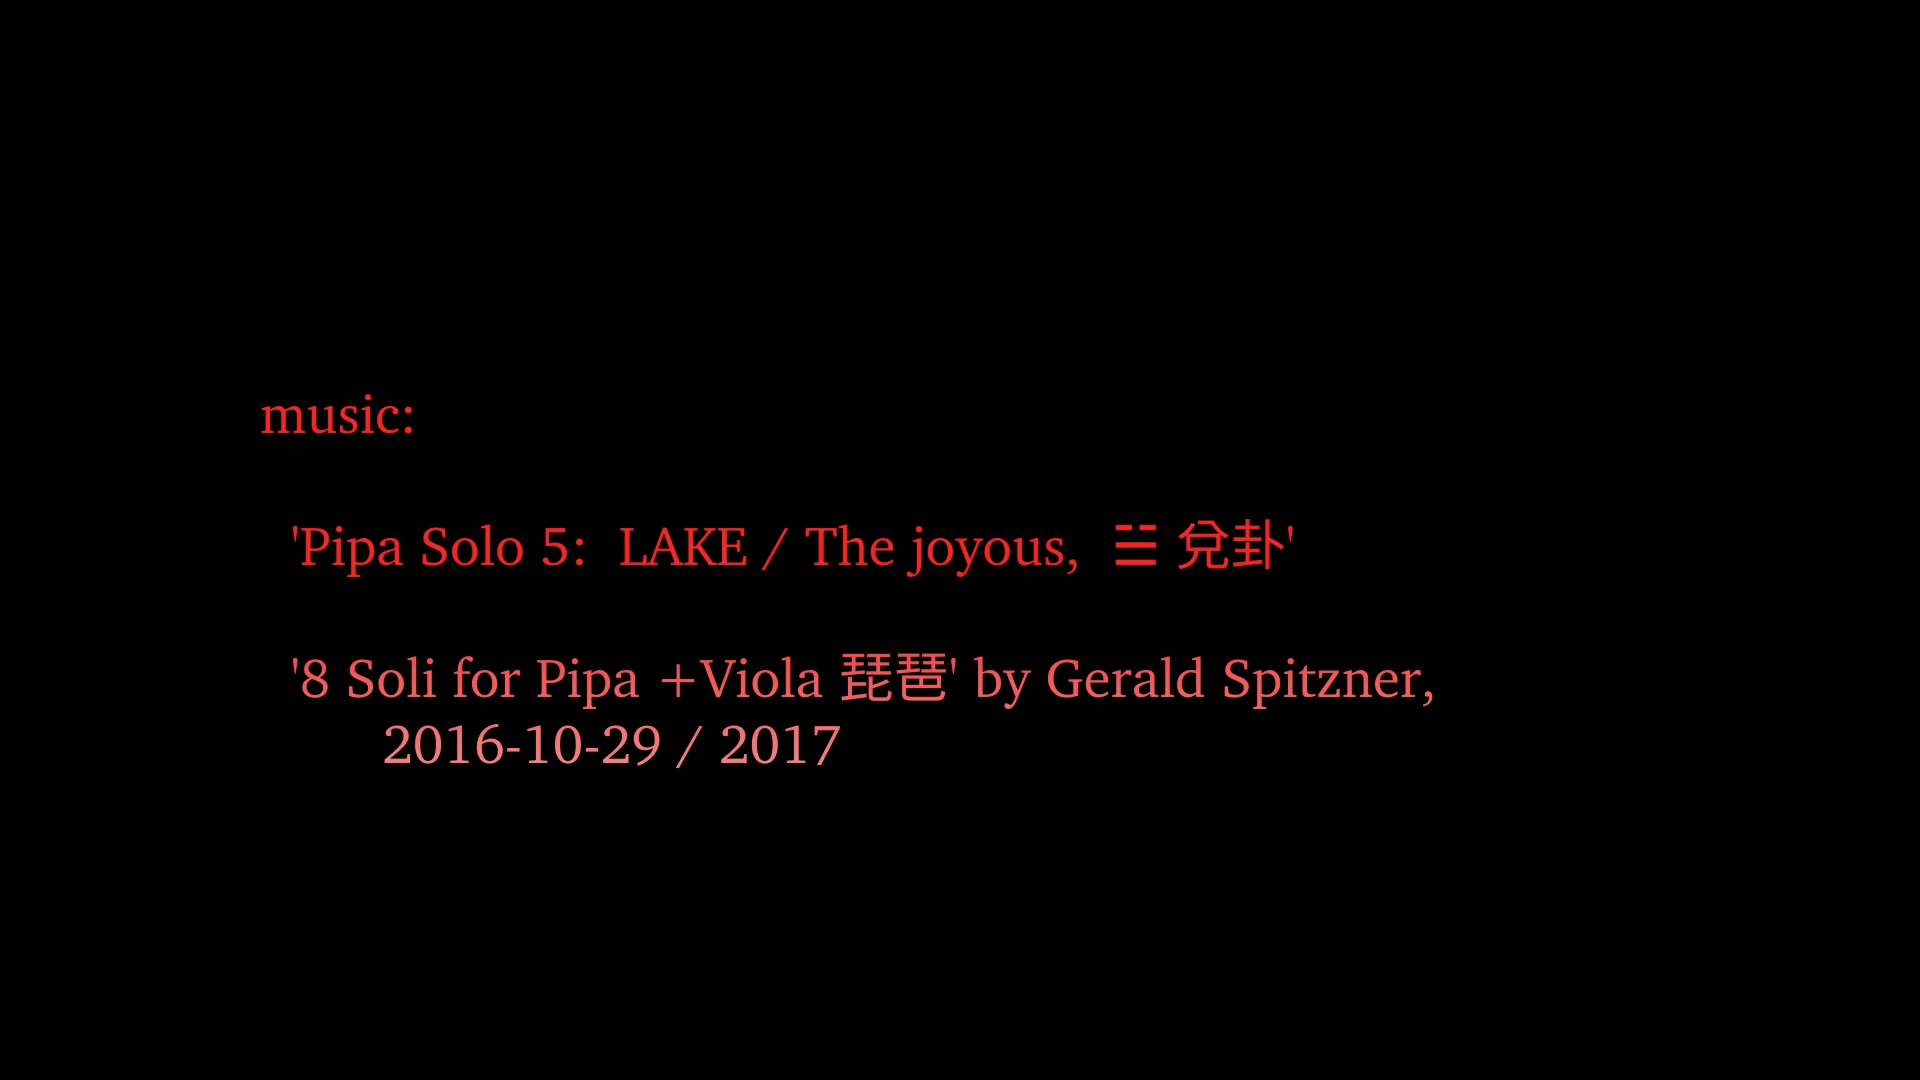 music:
'Pipa Solo 5: LAKE / The joyous, ☱ 兌卦'
'8 Soli for Pipa +Viola 琵琶' by Gerald Spitzner,
2016-10-29 / 2017